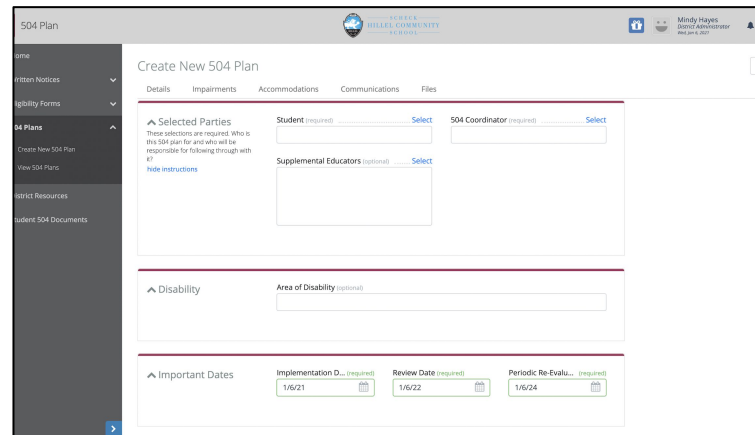 504 Plan
SCHECK
HILLEL COMMUNITY
SCHOOL
Mindy Hayes
District Administrator
Wed, Jan 6, 2021
ome
ritten Notices
ligibility Forms
04 Plans
Create New 504 Plan
View 504 Plans
istrict Resources
tudent 504 Documents
Create New 504 Plan
Details Impairments Accommodations Communications Files
Selected Parties
These selections are required. Who is
this 504 plan for and who will be
responsible for following through with
it?
hide instructions
Student (required) Select
504 Coordinator (required) Select
Supplemental Educators (optional) Select
Disability
Area of Disability (optional)
Important Dates
Implementation D... (required)
1/6/21
Review Date (required)
1/6/22
Periodic Re-Evalu... (required)
1/6/24